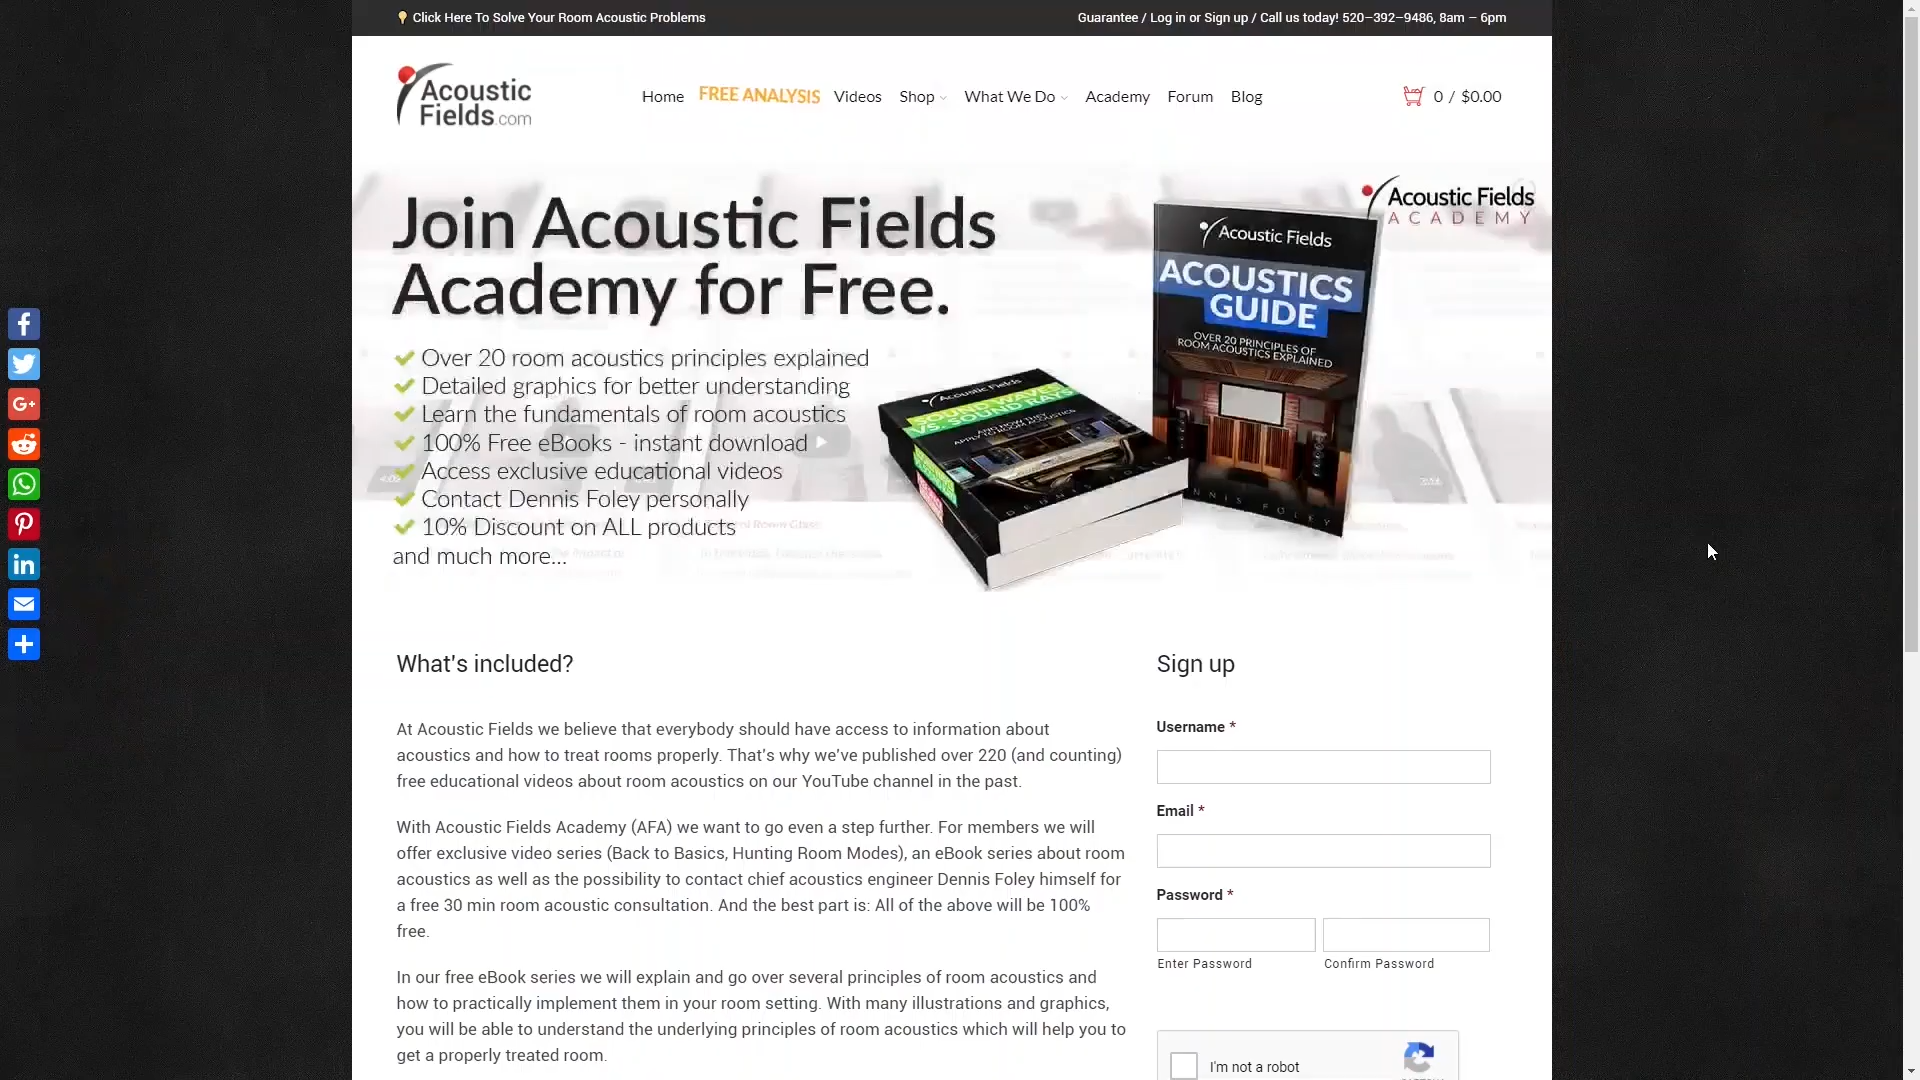 Click Here To Solve Your Room Acoustic Problems
Guarantee / Log in or Sign up / Call us today! 520–392–9486, 8am – 6pm
Acoustic
Fields.com
Home
FREE ANALYSIS
Videos
Shop
What We Do
Academy
Forum
Blog
0 / $0.00
Join Acoustic Fields
Academy for Free.
Over 20 room acoustics principles explained
Detailed graphics for better understanding
Learn the fundamentals of room acoustics
100% Free eBooks - instant download
Access exclusive educational videos
Contact Dennis Foley personally
10% Discount on ALL products
and much more...
Acoustic Fields
SOUND WAVES
VS. SOUND RAYS
AND HOW THEY
APPLY TO ROOM ACOUSTICS
Acoustic Fields
ACOUSTICS
GUIDE
OVER 20 PRINCIPLES OF
ROOM ACOUSTICS EXPLAINED
Acoustic Fields
ACADEMY
What's included?
At Acoustic Fields we believe that everybody should have access to information about
acoustics and how to treat rooms properly. That's why we've published over 220 (and counting)
free educational videos about room acoustics on our YouTube channel in the past.
With Acoustic Fields Academy (AFA) we want to go even a step further. For members we will
offer exclusive video series (Back to Basics, Hunting Room Modes), an eBook series about room
acoustics as well as the possibility to contact chief acoustics engineer Dennis Foley himself for
a free 30 min room acoustic consultation. And the best part is: All of the above will be 100%
free.
In our free eBook series we will explain and go over several principles of room acoustics and
how to practically implement them in your room setting. With many illustrations and graphics,
you will be able to understand the underlying principles of room acoustics which will help you to
get a properly treated room.
Sign up
Username *
Email *
Password *
Enter Password
Confirm Password
I'm not a robot